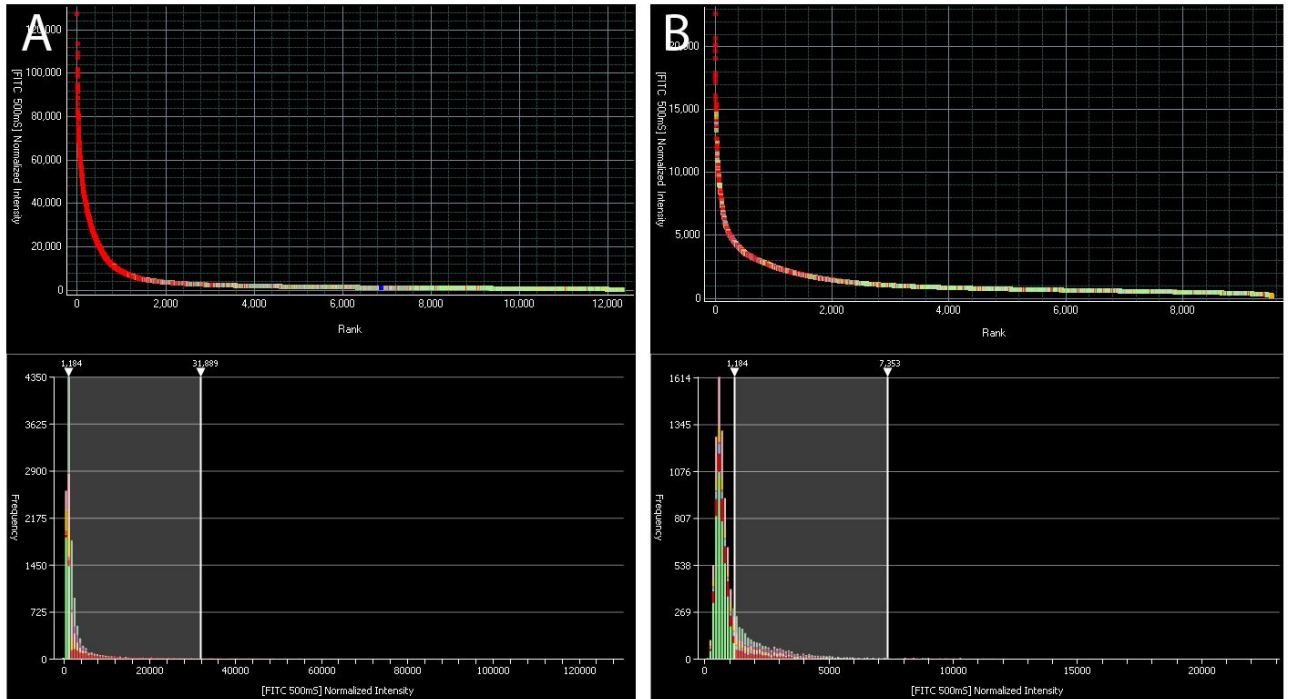 A
120,000
100,000
80,000
60,000
40,000
20,000
0
[FITC 500mS] Normalized Intensity
0 2,000 4,000 6,000 8,000 10,000 12,000
Rank
1,184 31,889
4350
3625
2900
2175
1450
725
0
Frequency
0 20000 40000 60000 80000 100000 120000
[FITC 500mS] Normalized Intensity
B
20,000
15,000
10,000
5,000
0
[FITC 500mS] Normalized Intensity
0 2,000 4,000 6,000 8,000
Rank
1,184 7,353
1614
1345
1076
807
538
269
0
Frequency
0 5000 10000 15000 20000
[FITC 500mS] Normalized Intensity